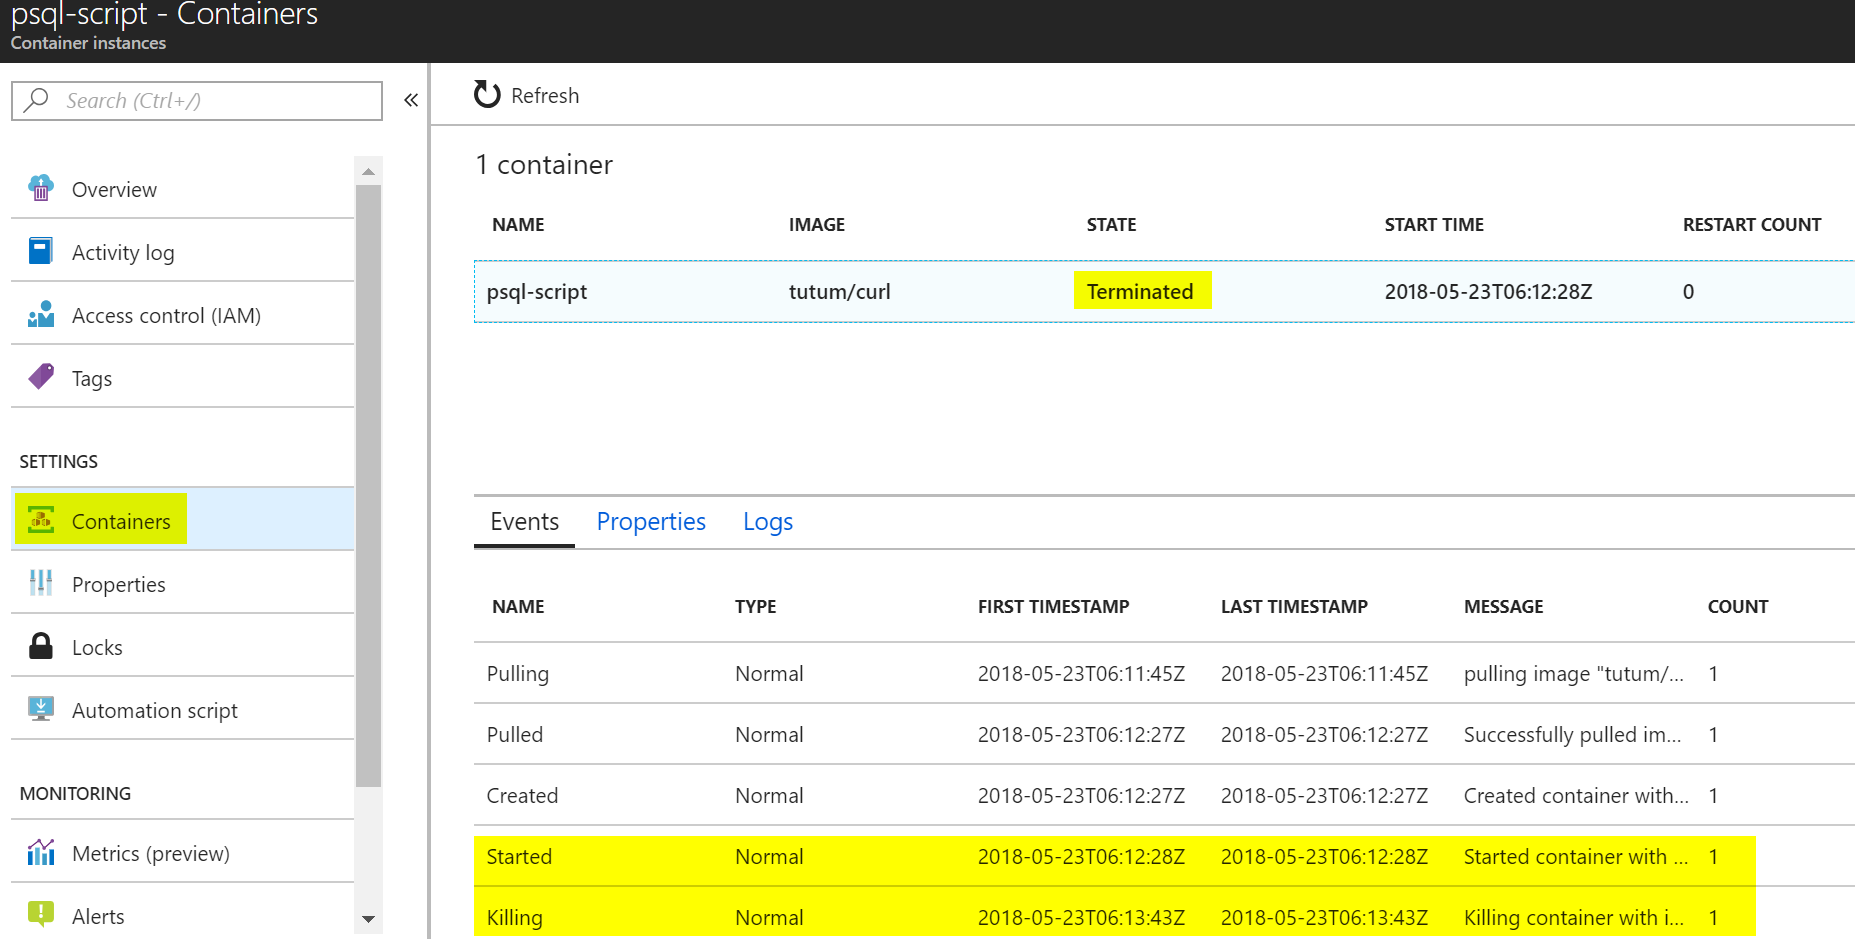 psql-script - Containers
Container instances
Search (Ctrl+/)
«
Overview
Activity log
Access control (IAM)
Tags
SETTINGS
Containers
Properties
Locks
Automation script
MONITORING
Metrics (preview)
Alerts
Refresh
1 container
NAME IMAGE STATE START TIME RESTART COUNT
psql-script tutum/curl Terminated 2018-05-23T06:12:28Z 0
Events Properties Logs
NAME TYPE FIRST TIMESTAMP LAST TIMESTAMP MESSAGE COUNT
Pulling Normal 2018-05-23T06:11:45Z 2018-05-23T06:11:45Z pulling image "tutum/... 1
Pulled Normal 2018-05-23T06:12:27Z 2018-05-23T06:12:27Z Successfully pulled im... 1
Created Normal 2018-05-23T06:12:27Z 2018-05-23T06:12:27Z Created container with... 1
Started Normal 2018-05-23T06:12:28Z 2018-05-23T06:12:28Z Started container with ... 1
Killing Normal 2018-05-23T06:13:43Z 2018-05-23T06:13:43Z Killing container with i... 1